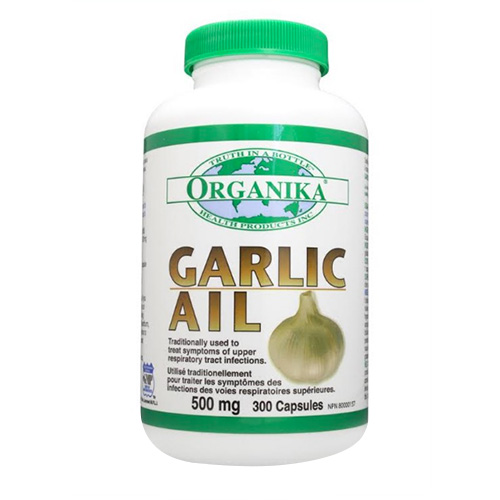 TRUTH IN A BOTTLE
ORGANIKA®
HEALTH PRODUCTS INC
GARLIC
AIL
Traditionally used to
treat symptoms of upper
respiratory tract infections.
Utilisé traditionellement
pour traiter les symptômes des
infections des voies respiratoires supérieures.
500 mg 300 Capsules